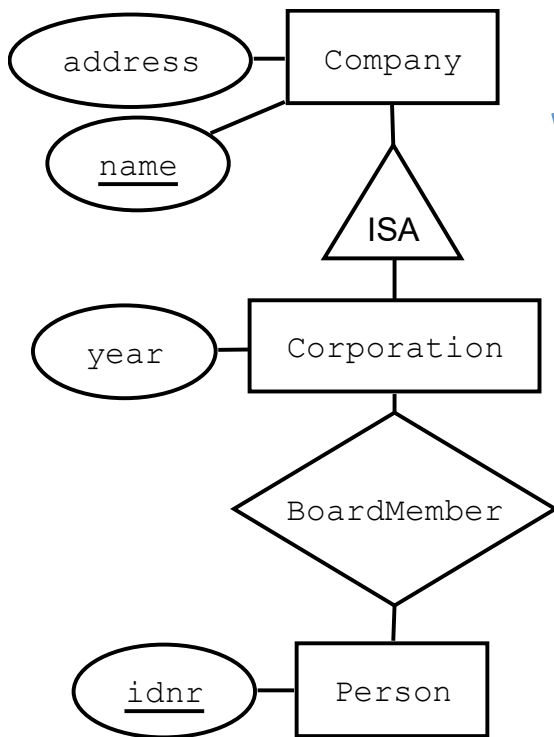 address
Company
name
ISA
year
Corporation
BoardMember
idnr
Person